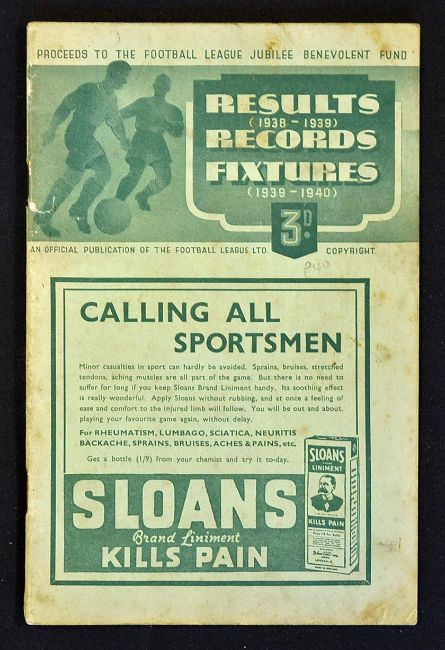 PROCEEDS TO THE FOOTBALL LEAGUE JUBILEE BENEVOLENT FUND
RESULTS
(1938-1939)
RECORDS
FIXTURES
(1939-1940)
3D.
AN OFFICIAL PUBLICATION OF THE FOOTBALL LEAGUE LTD. COPYRIGHT.
CALLING ALL
SPORTSMEN
Minor casualties in sport can hardly be avoided. Sprains, bruises, stretched
tendons, aching muscles are all part of the game. But there is no need to
suffer for long if you keep Sloans Brand Liniment handy. Its soothing effect
is really wonderful. Apply Sloans without rubbing, and at once a feeling of
ease and comfort to the injured limb will follow. You will be out and about,
playing your favourite game again, without delay.
For RHEUMATISM, LUMBAGO, SCIATICA, NEURITIS
BACKACHE, SPRAINS, BRUISES, ACHES & PAINS, etc.
Get a bottle (1/9) from your chemist and try it to-day.
SLOANS
Brand Liniment
KILLS PAIN
SLOANS
LINIMENT
KILLS PAIN